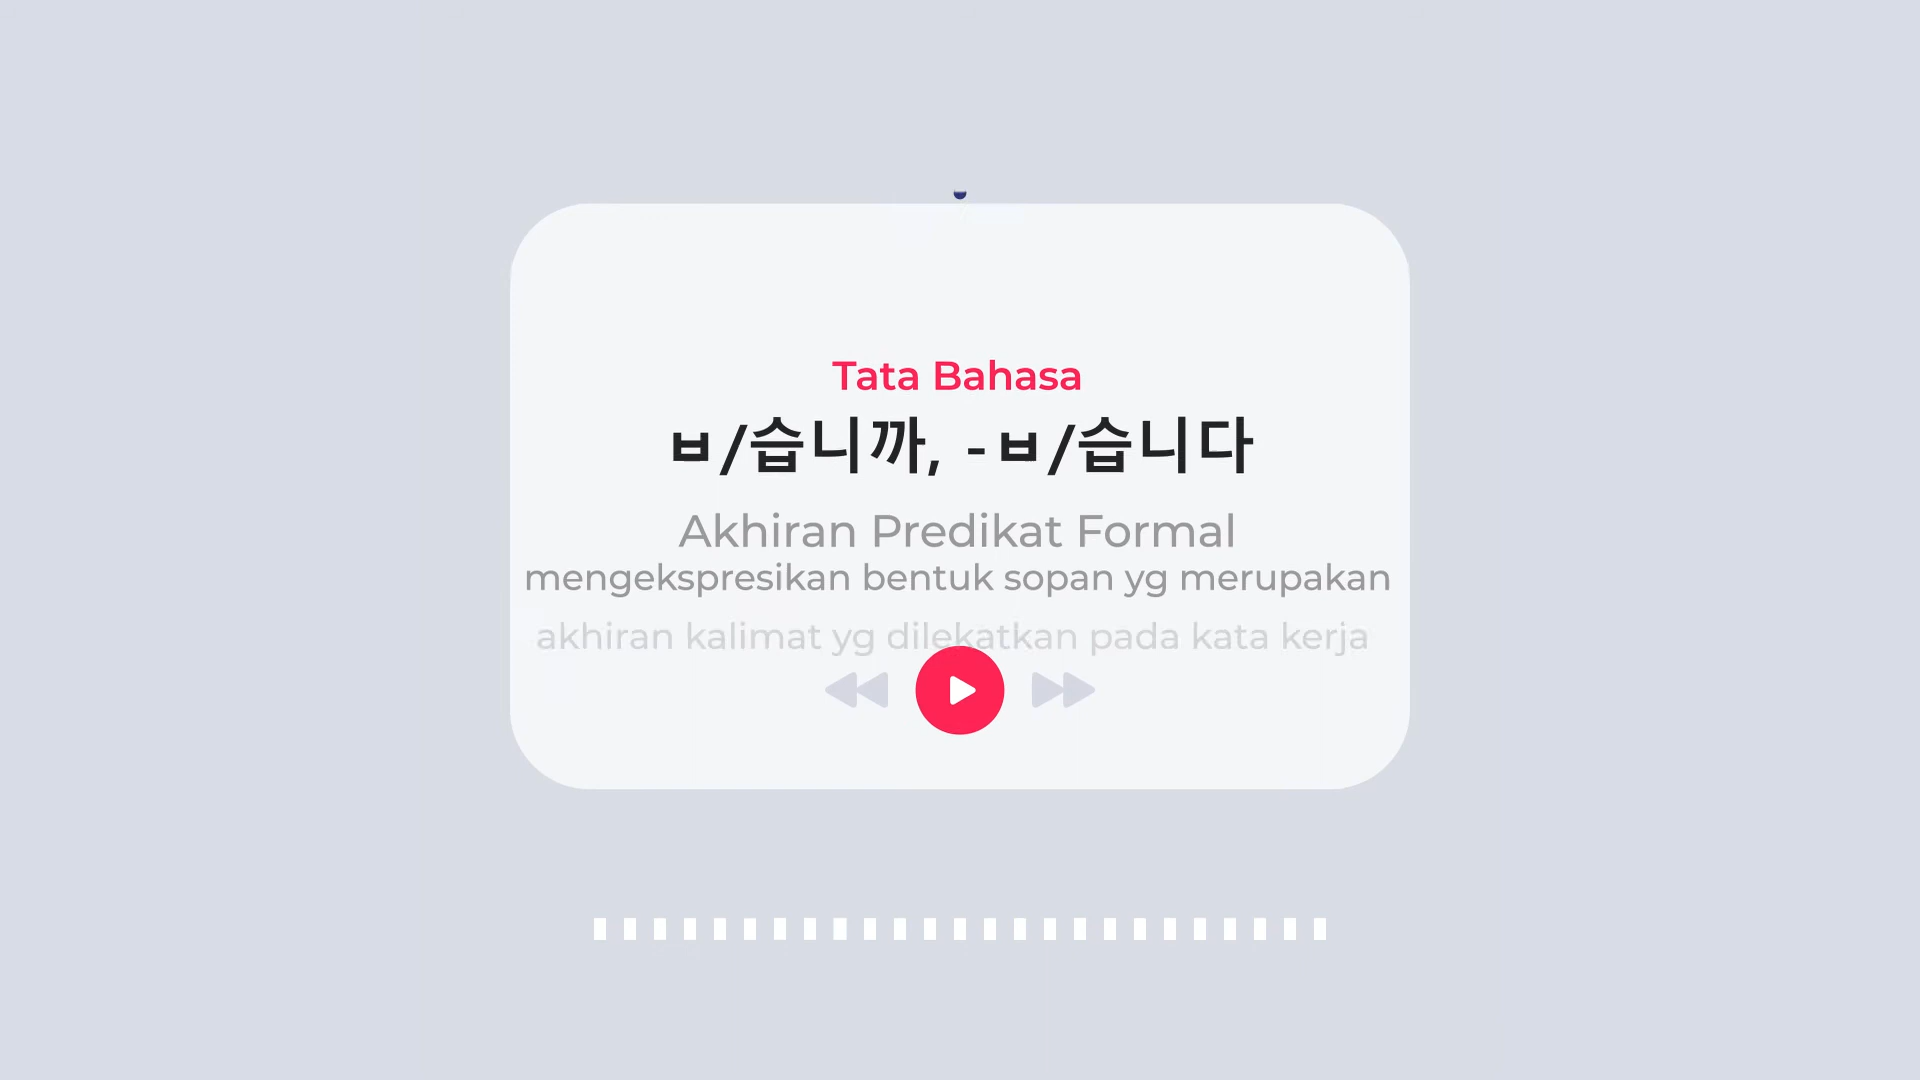 Tata Bahasa
ㅂ/습니까, -ㅂ/습니다
Akhiran Predikat Formal
mengekspresikan bentuk sopan yg merupakan
akhiran kalimat yg dilekatkan pada kata kerja